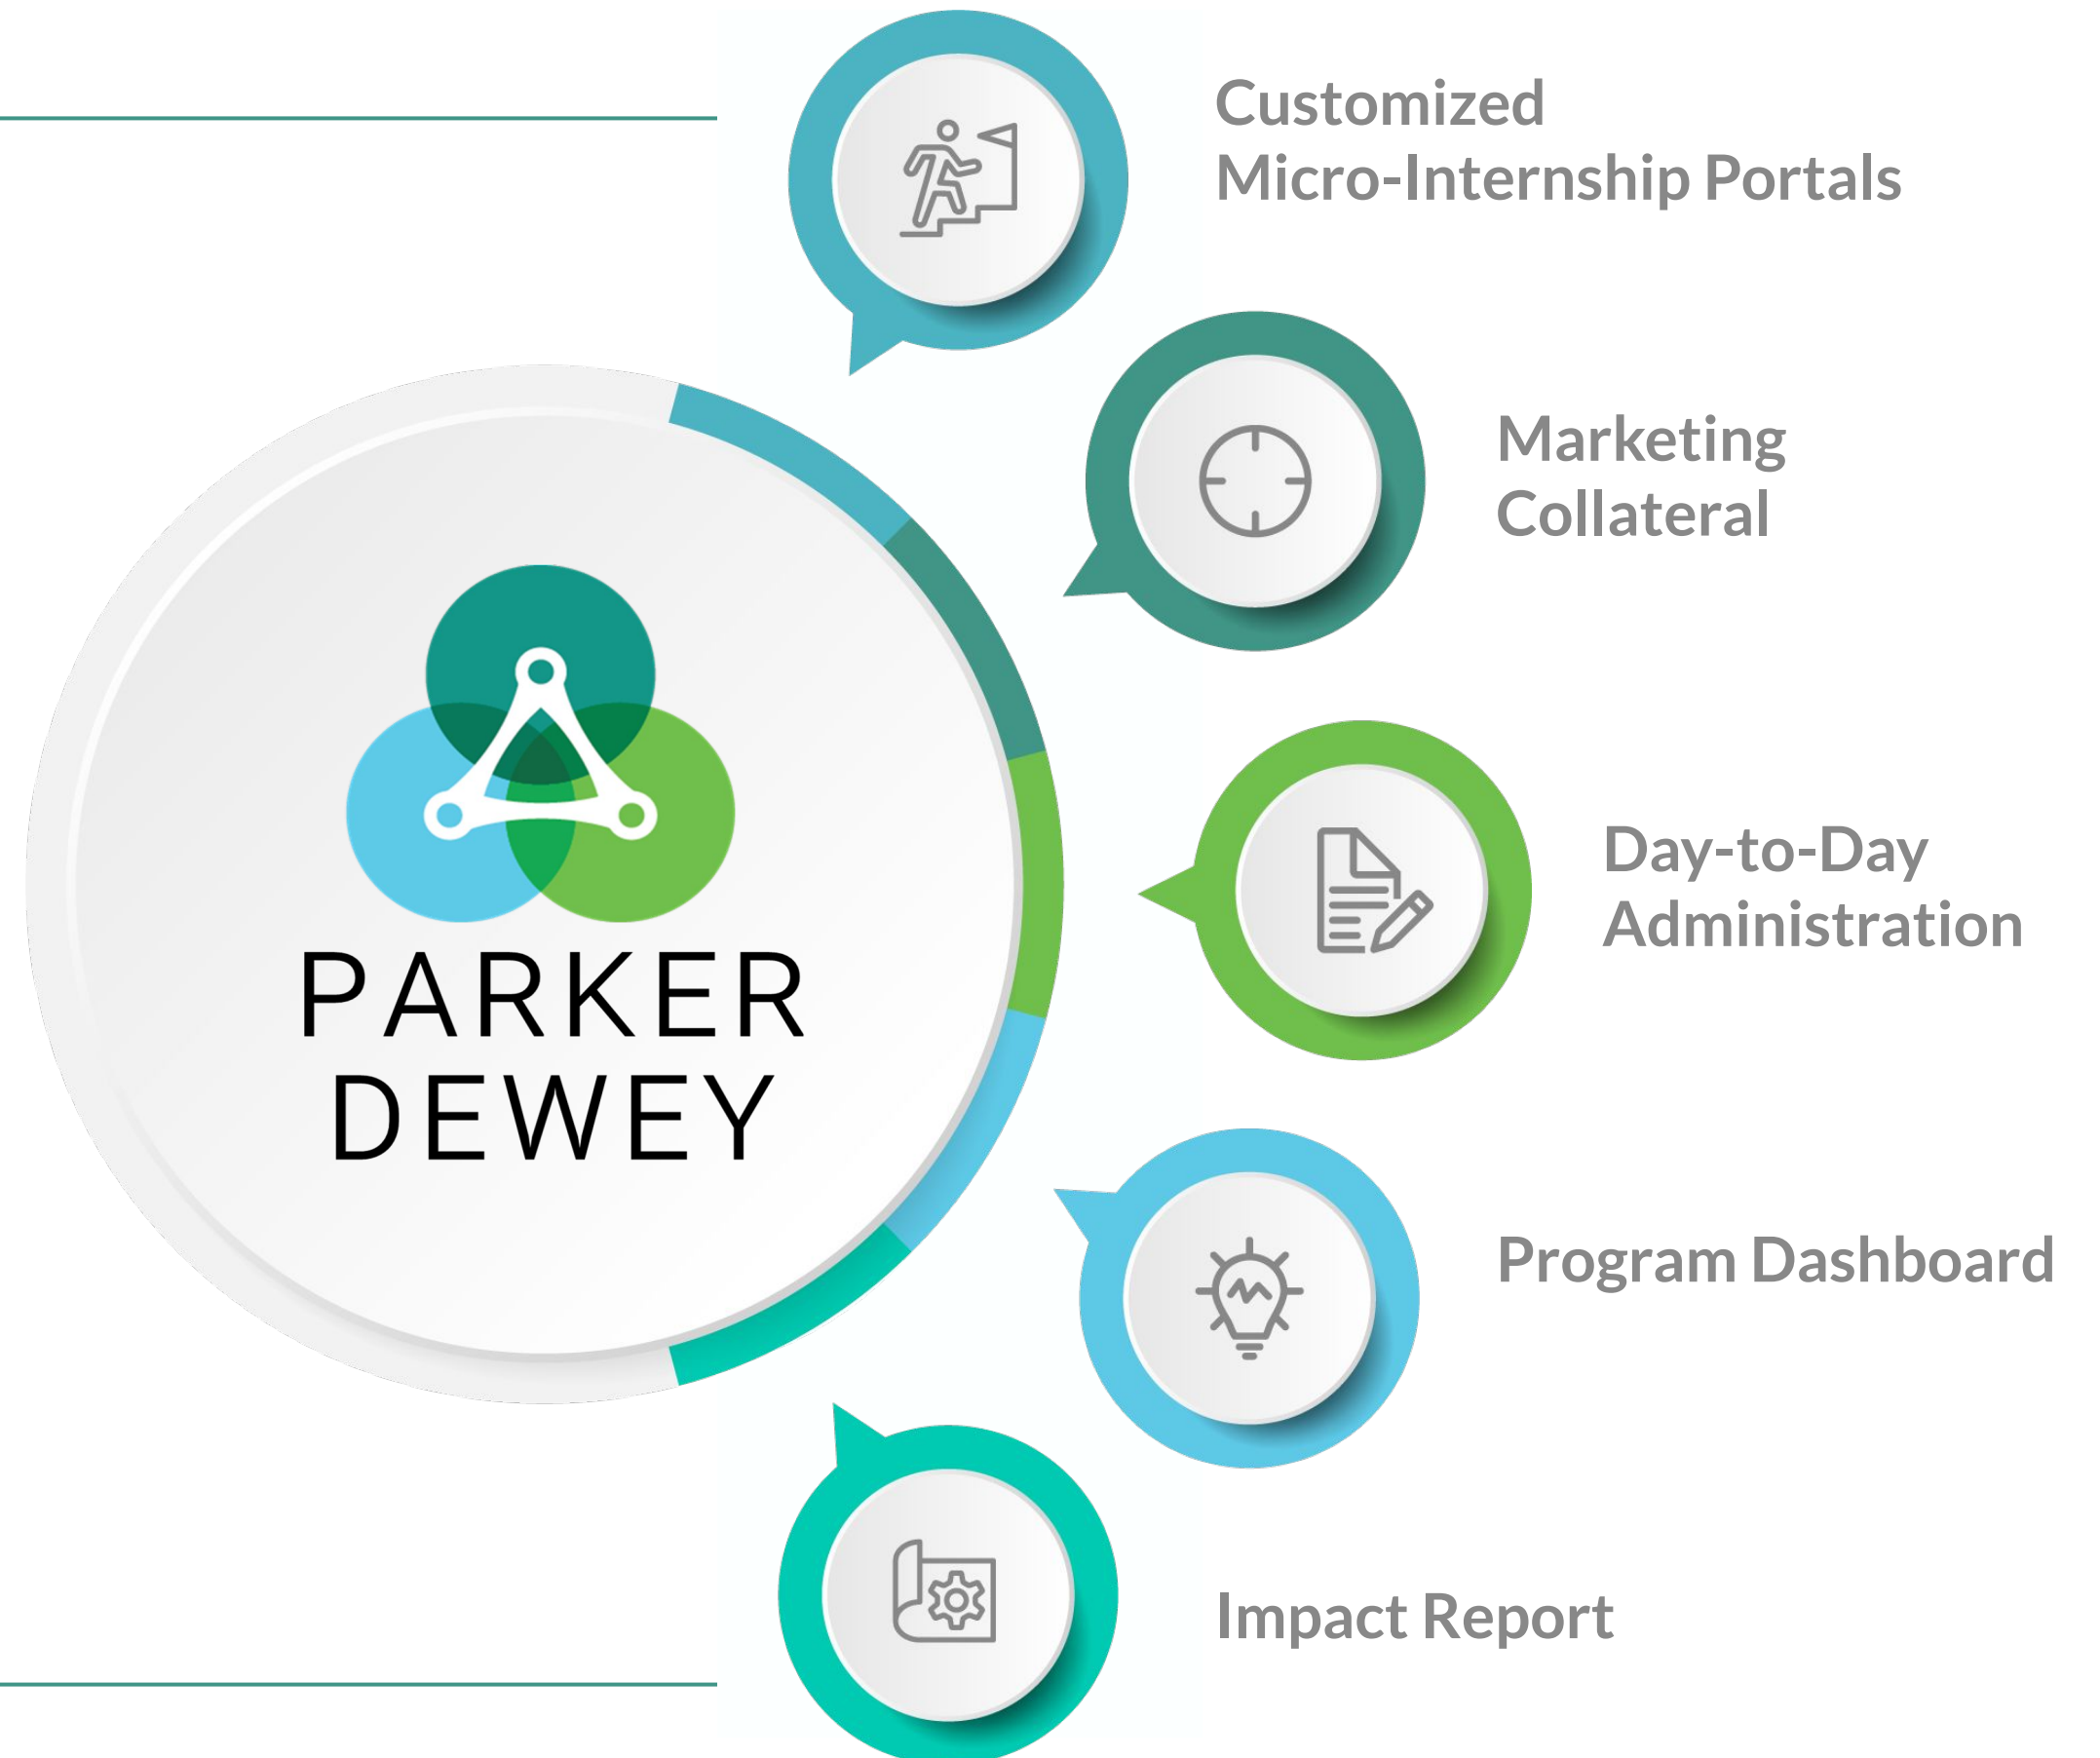 Customized
Micro-Internship Portals
Marketing
Collateral
PARKER
DEWEY
Day-to-Day
Administration
Program Dashboard
Impact Report